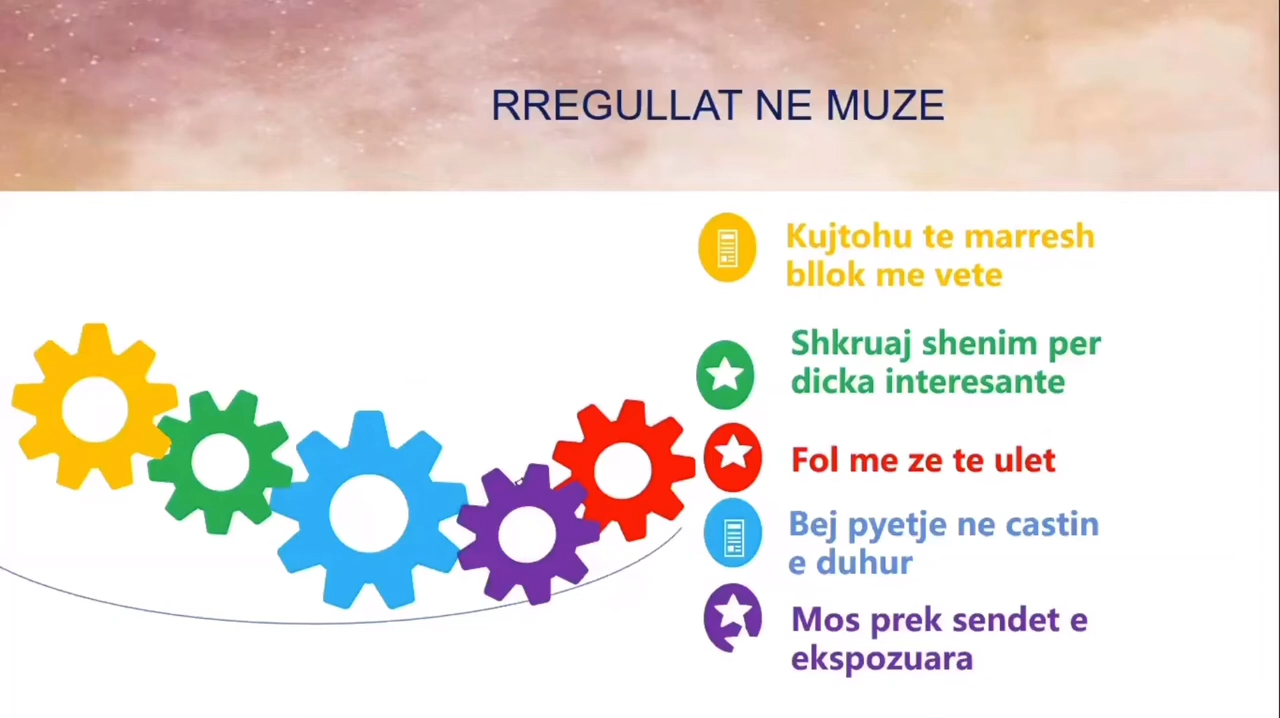 RREGULLAT NE MUZE
Kujtohu te marresh
bllok me vete
Shkruaj shenim per
dicka interesante
Fol me ze te ulet
Bej pyetje ne castin
e duhur
Mos prek sendet e
ekspozuara